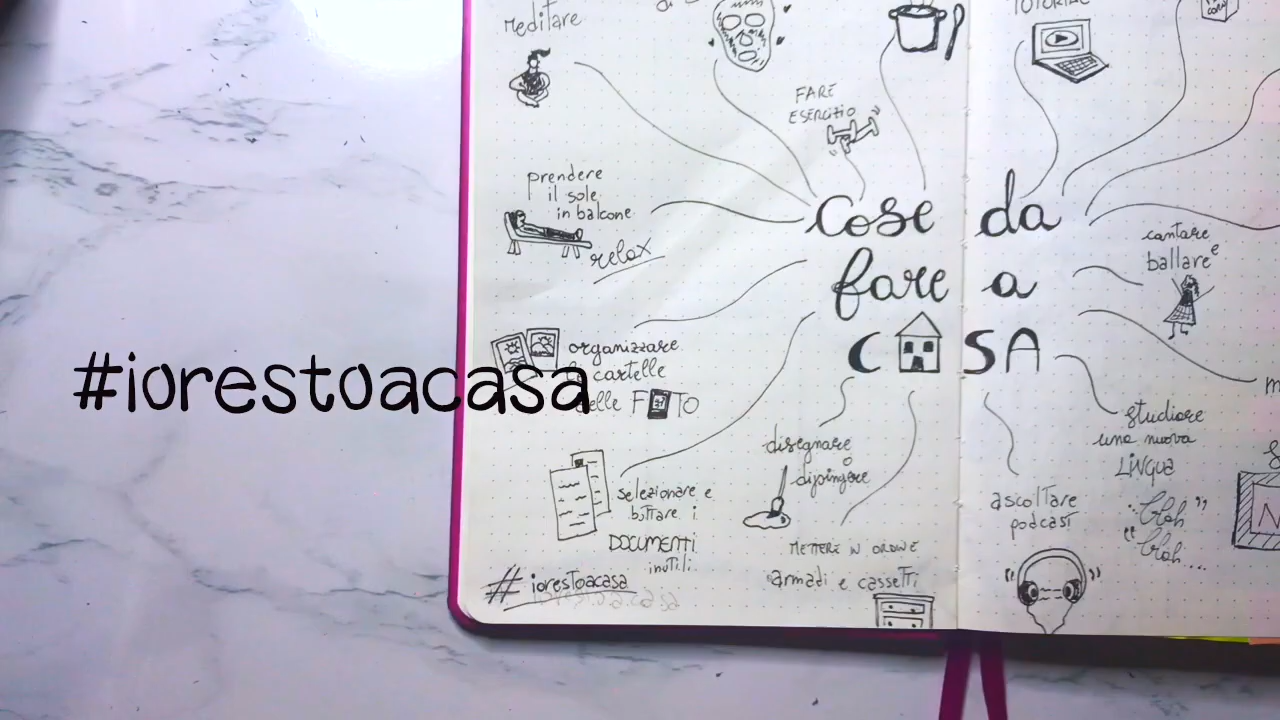 meditare
TUTORIAL
FARE
ESERCIZIO
prendere
il sole
in balcone
relax
Cose da
fare a
CASA
cantare e
ballare
organizzare
le cartelle
delle FOTO
#iorestoacasa
disegnare
o
dipingere
studiare
una nuova
LINGUA
"blah"
"blah...
selezionare e
buttare i
DOCUMENTI
inutili
ascoltare
podcast
METTERE IN ORDINE
armadi e cassetti
# iorestoacasa